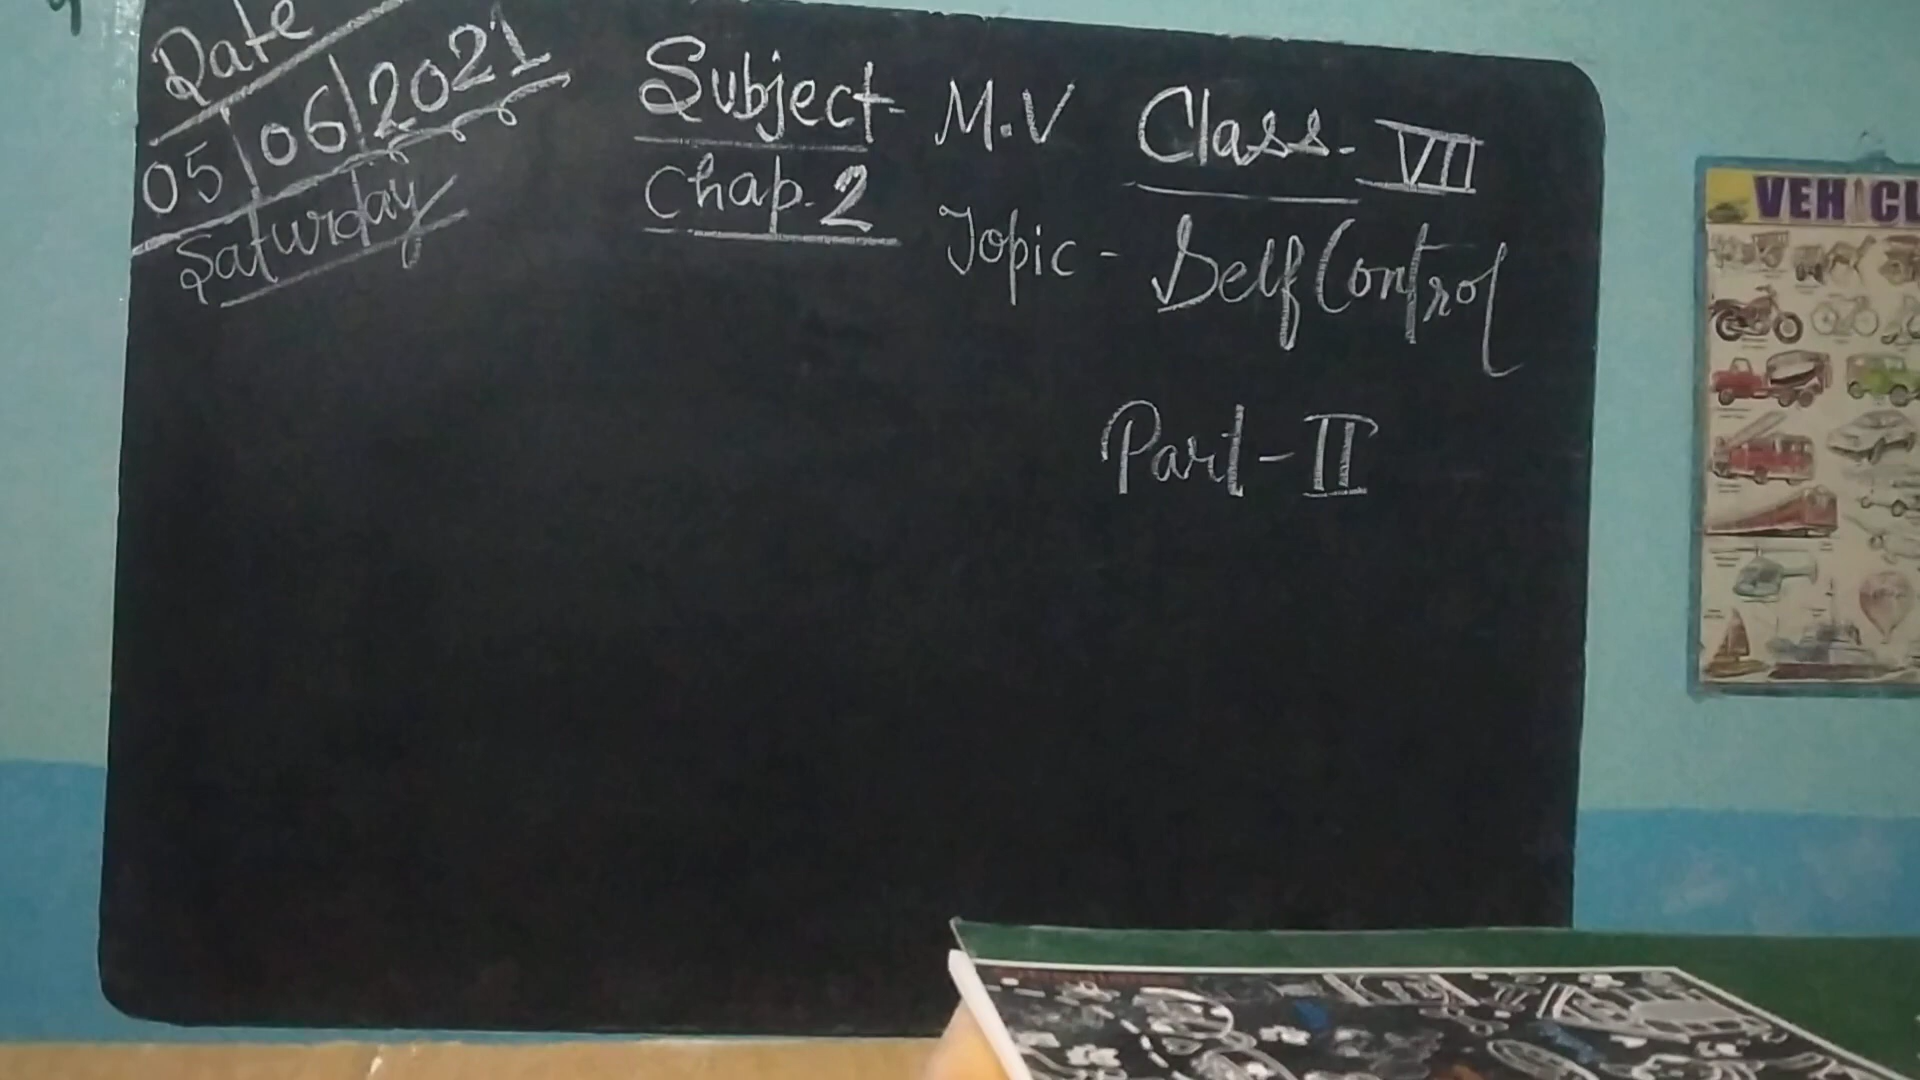 Date
05|06|2021
Saturday
Subject- M.V Class- VII
Chap. 2
Topic - Self Control
Part - II
VEHICL